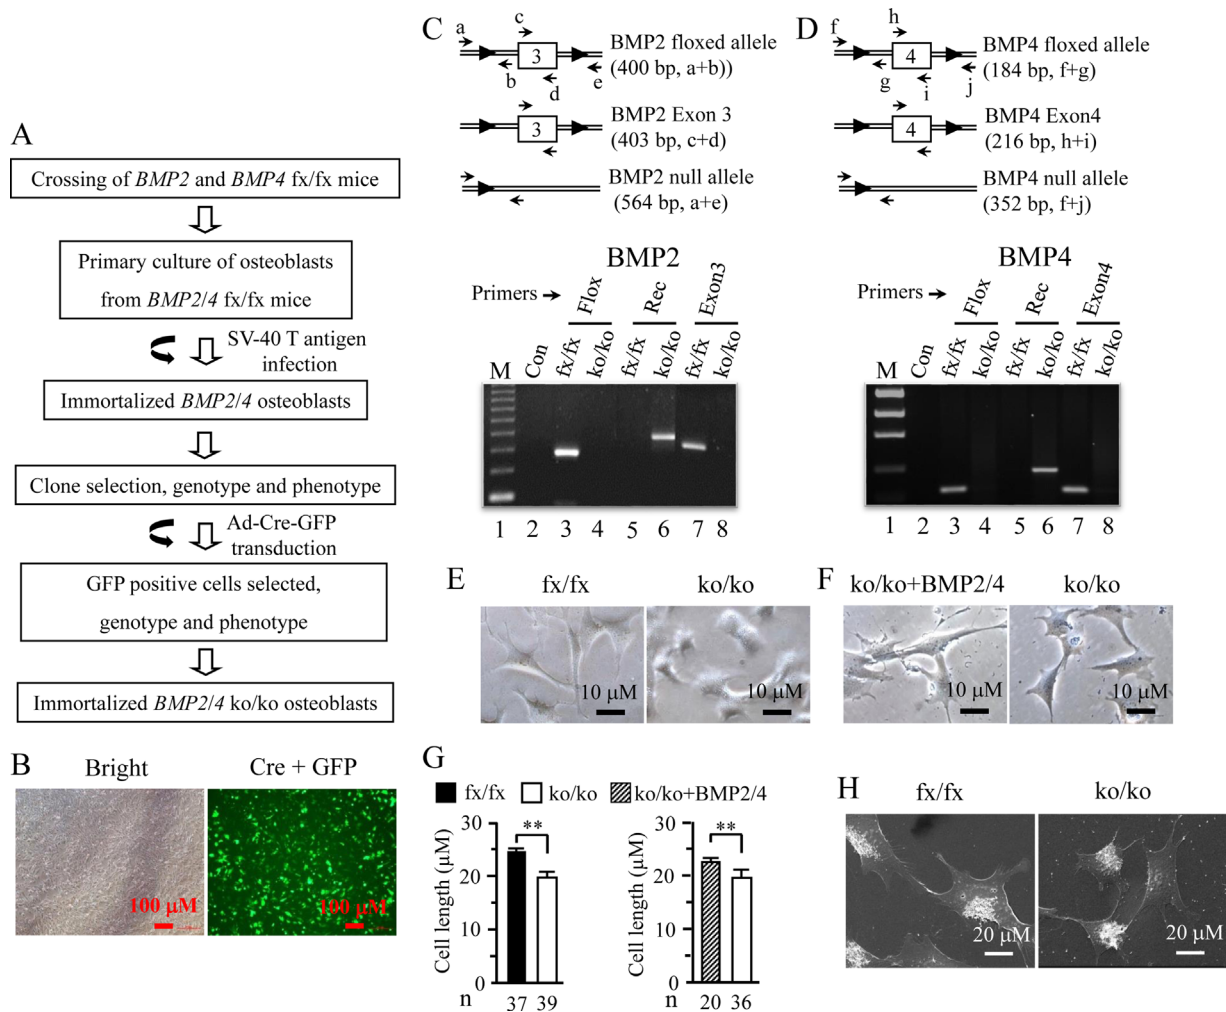 A
Crossing of BMP2 and BMP4 fx/fx mice
Primary culture of osteoblasts
from BMP2/4 fx/fx mice
SV-40 T antigen
infection
Immortalized BMP2/4 osteoblasts
Clone selection, genotype and phenotype
Ad-Cre-GFP
transduction
GFP positive cells selected,
genotype and phenotype
Immortalized BMP2/4 ko/ko osteoblasts
B
Bright
Cre + GFP
100 µM
100 µM
C
a
c
3
b
d
e
BMP2 floxed allele
(400 bp, a+b))
3
BMP2 Exon 3
(403 bp, c+d)
BMP2 null allele
(564 bp, a+e)
BMP2
Primers
Flox
Rec
Exon3
M
Con
fx/fx
ko/ko
fx/fx
ko/ko
fx/fx
ko/ko
1 2 3 4 5 6 7 8
D
f
h
4
g
i
j
BMP4 floxed allele
(184 bp, f+g)
4
BMP4 Exon4
(216 bp, h+i)
BMP4 null allele
(352 bp, f+j)
BMP4
Primers
Flox
Rec
Exon4
M
Con
fx/fx
ko/ko
fx/fx
ko/ko
fx/fx
ko/ko
1 2 3 4 5 6 7 8
E
fx/fx
ko/ko
10 µM
10 µM
F
ko/ko+BMP2/4
ko/ko
10 µM
10 µM
G
fx/fx
ko/ko
ko/ko+BMP2/4
Cell length (µM)
30
20
10
0
**
n
37
39
Cell length (µM)
30
20
10
0
**
n
20
36
H
fx/fx
ko/ko
20 µM
20 µM